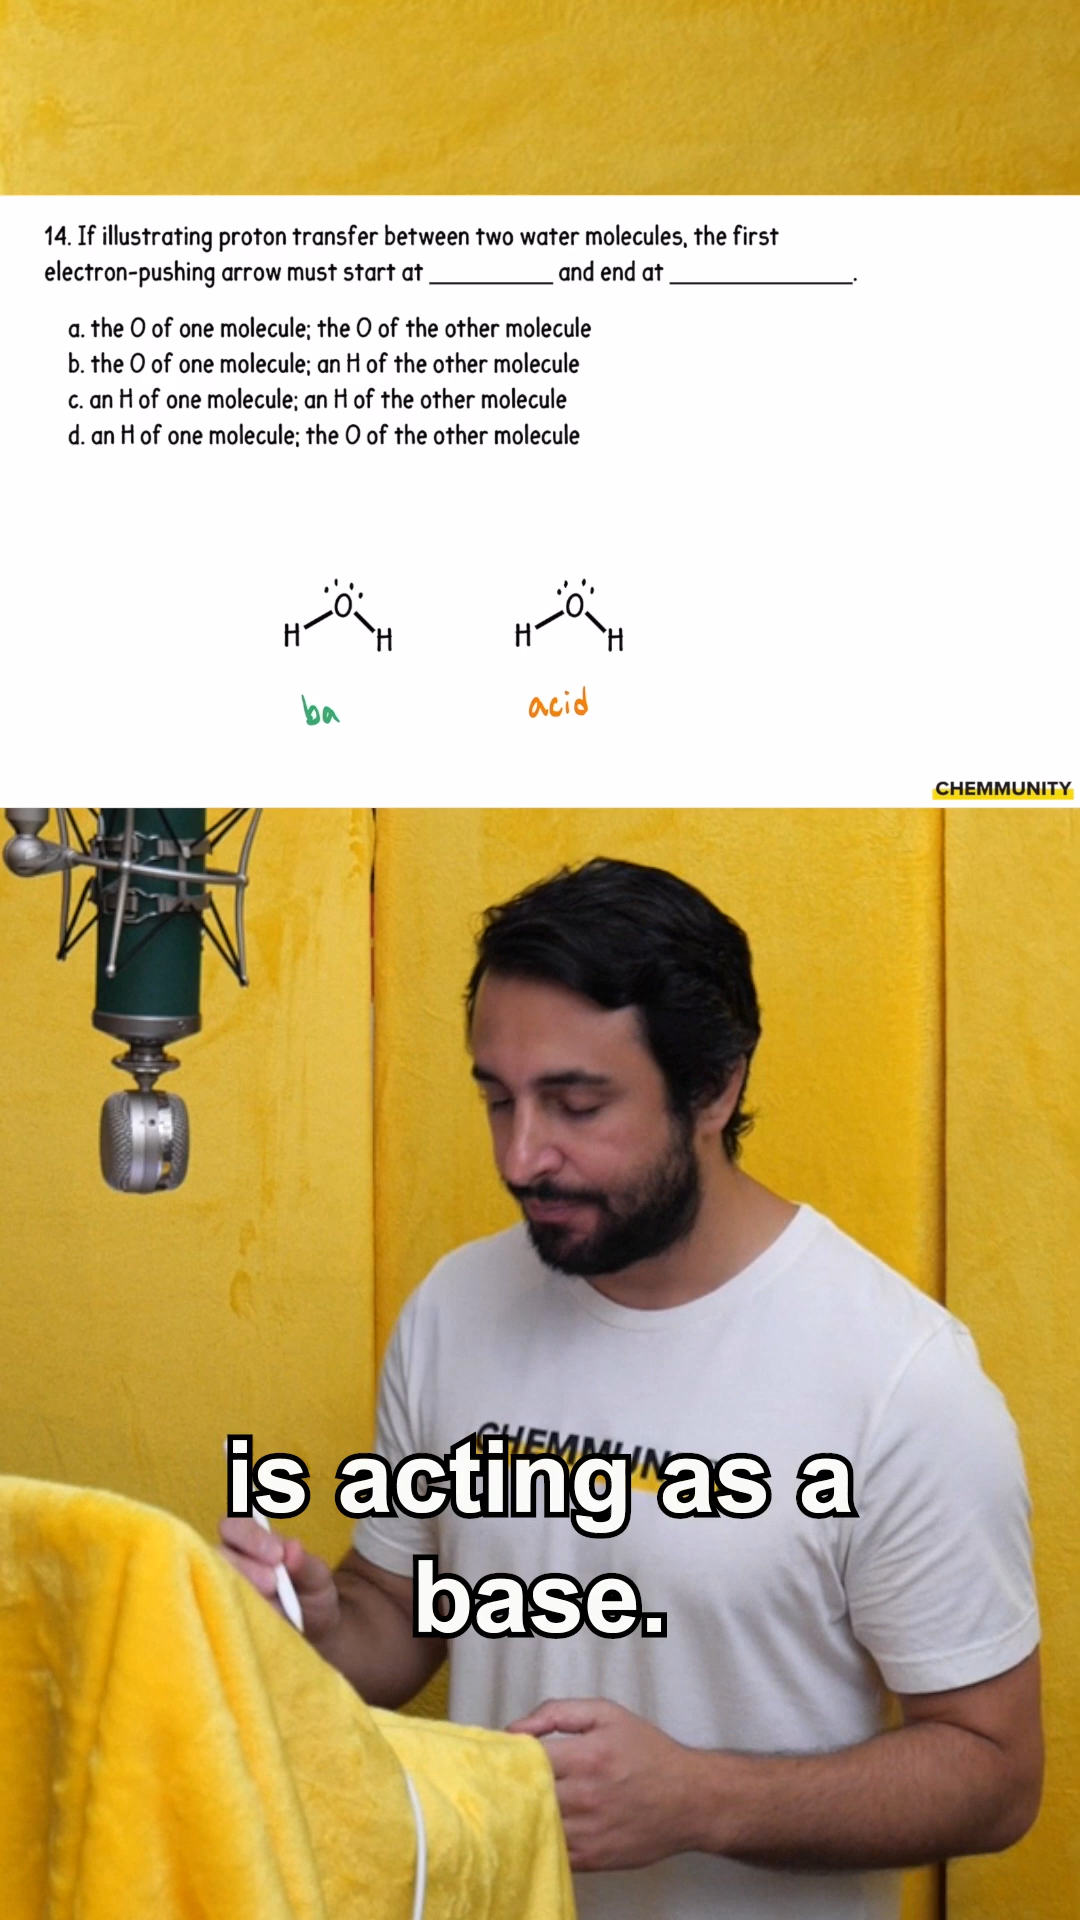 14. If illustrating proton transfer between two water molecules, the first
electron-pushing arrow must start at __________ and end at _______________.
a. the O of one molecule; the O of the other molecule
b. the O of one molecule; an H of the other molecule
c. an H of one molecule; an H of the other molecule
d. an H of one molecule; the O of the other molecule
O O
H H H H
ba acid
CHEMMUNITY
is acting as a
base.